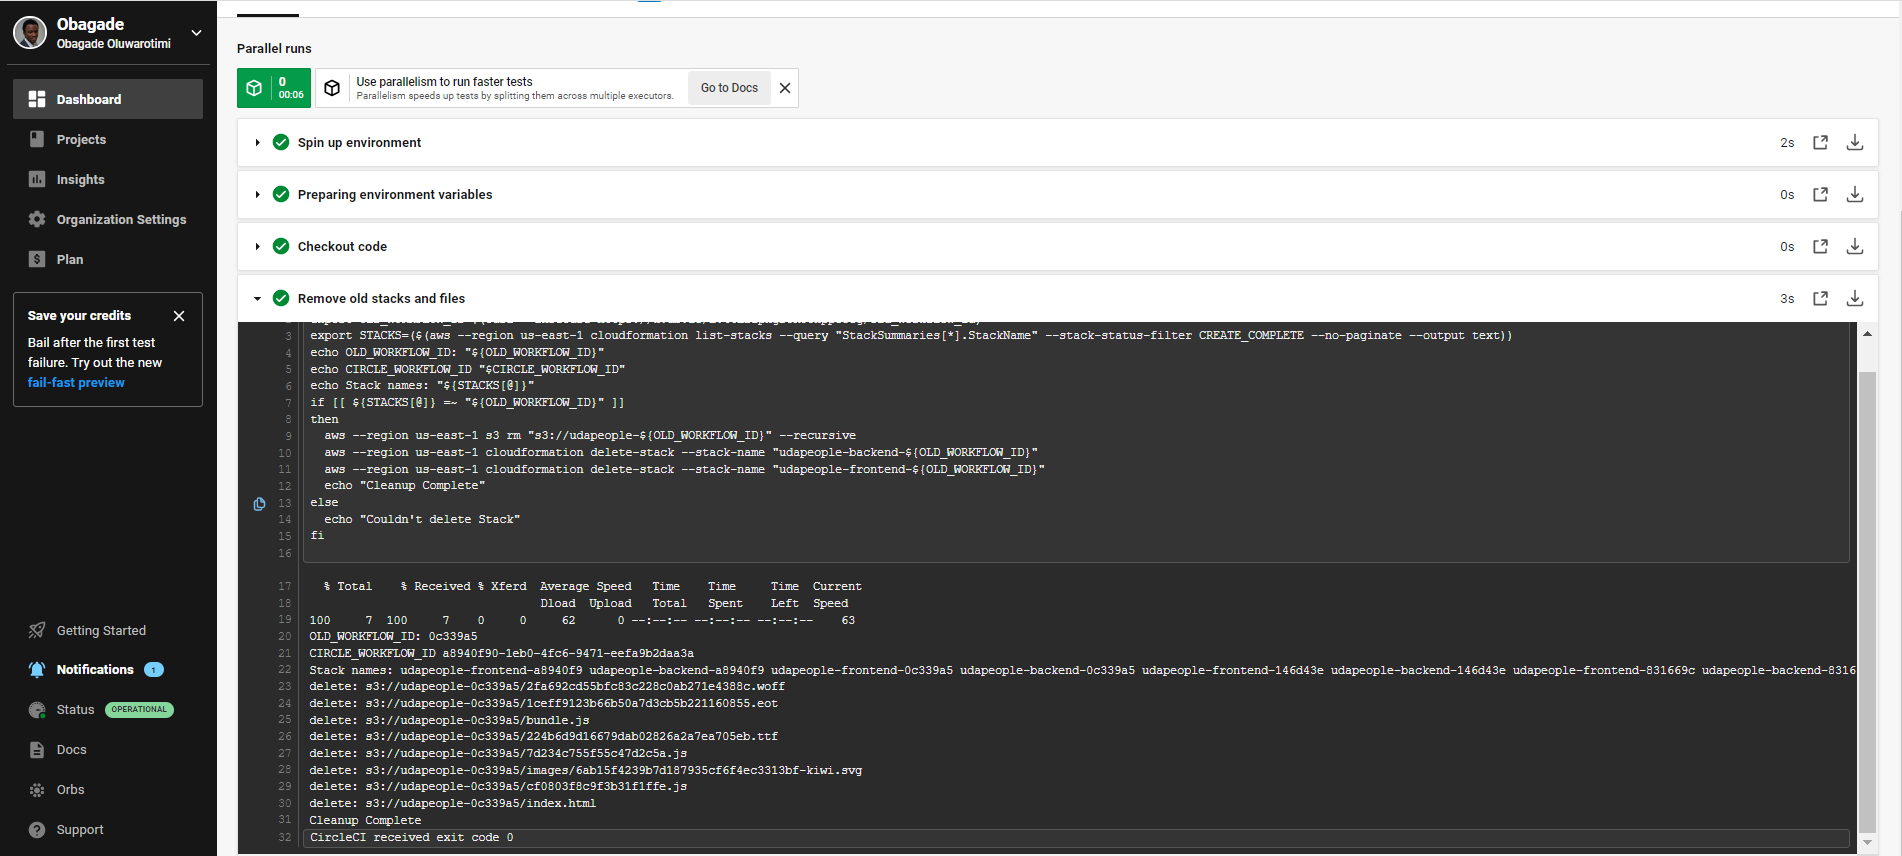 Obagade
Obagade Oluwarotimi
Dashboard
Projects
Insights
Organization Settings
Plan
Save your credits
Bail after the first test
failure. Try out the new
fail-fast preview
Getting Started
Notifications 1
Status OPERATIONAL
Docs
Orbs
Support
Parallel runs
0
00:06
Use parallelism to run faster tests
Parallelism speeds up tests by splitting them across multiple executors.
Go to Docs
Spin up environment 2s
Preparing environment variables 0s
Checkout code 0s
Remove old stacks and files 3s
3 export STACKS=($(aws --region us-east-1 cloudformation list-stacks --query "StackSummaries[*].StackName" --stack-status-filter CREATE_COMPLETE --no-paginate --output text))
4 echo OLD_WORKFLOW_ID: "${OLD_WORKFLOW_ID}"
5 echo CIRCLE_WORKFLOW_ID "$CIRCLE_WORKFLOW_ID"
6 echo Stack names: "${STACKS[@]}"
7 if [[ ${STACKS[@]} =~ "${OLD_WORKFLOW_ID}" ]]
8 then
9 aws --region us-east-1 s3 rm "s3://udapeople-${OLD_WORKFLOW_ID}" --recursive
10 aws --region us-east-1 cloudformation delete-stack --stack-name "udapeople-backend-${OLD_WORKFLOW_ID}"
11 aws --region us-east-1 cloudformation delete-stack --stack-name "udapeople-frontend-${OLD_WORKFLOW_ID}"
12 echo "Cleanup Complete"
13 else
14 echo "Couldn't delete Stack"
15 fi
16
17 % Total % Received % Xferd Average Speed Time Time Time Current
18 Dload Upload Total Spent Left Speed
19 100 7 100 7 0 0 62 0 --:--:-- --:--:-- --:--:-- 63
20 OLD_WORKFLOW_ID: 0c339a5
21 CIRCLE_WORKFLOW_ID a8940f90-1eb0-4fc6-9471-eefa9b2daa3a
22 Stack names: udapeople-frontend-a8940f9 udapeople-backend-a8940f9 udapeople-frontend-0c339a5 udapeople-backend-0c339a5 udapeople-frontend-146d43e udapeople-backend-146d43e udapeople-frontend-831669c udapeople-backend-8316
23 delete: s3://udapeople-0c339a5/2fa692cd55bfc83c228c0ab271e4388c.woff
24 delete: s3://udapeople-0c339a5/1ceff9123b66b50a7d3cb5b221160855.eot
25 delete: s3://udapeople-0c339a5/bundle.js
26 delete: s3://udapeople-0c339a5/224b6d9d16679dab02826a2a7ea705eb.ttf
27 delete: s3://udapeople-0c339a5/7d234c755f55c47d2c5a.js
28 delete: s3://udapeople-0c339a5/images/6ab15f4239b7d187935cf6f4ec3313bf-kiwi.svg
29 delete: s3://udapeople-0c339a5/cf0803f8c9f3b31f1ffe.js
30 delete: s3://udapeople-0c339a5/index.html
31 Cleanup Complete
32 CircleCI received exit code 0